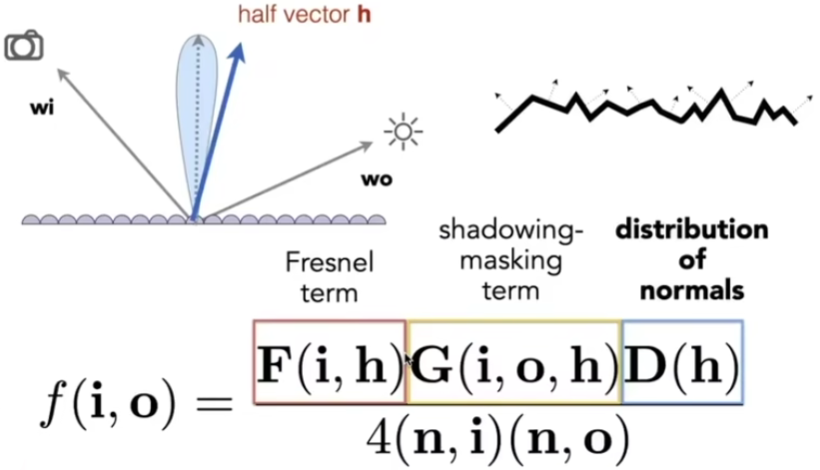 half vector h
wi
wo
Fresnel
term
shadowing-
masking
term
distribution
of
normals
f(i, o) = F(i, h)G(i, o, h)D(h)
4(n, i)(n, o)